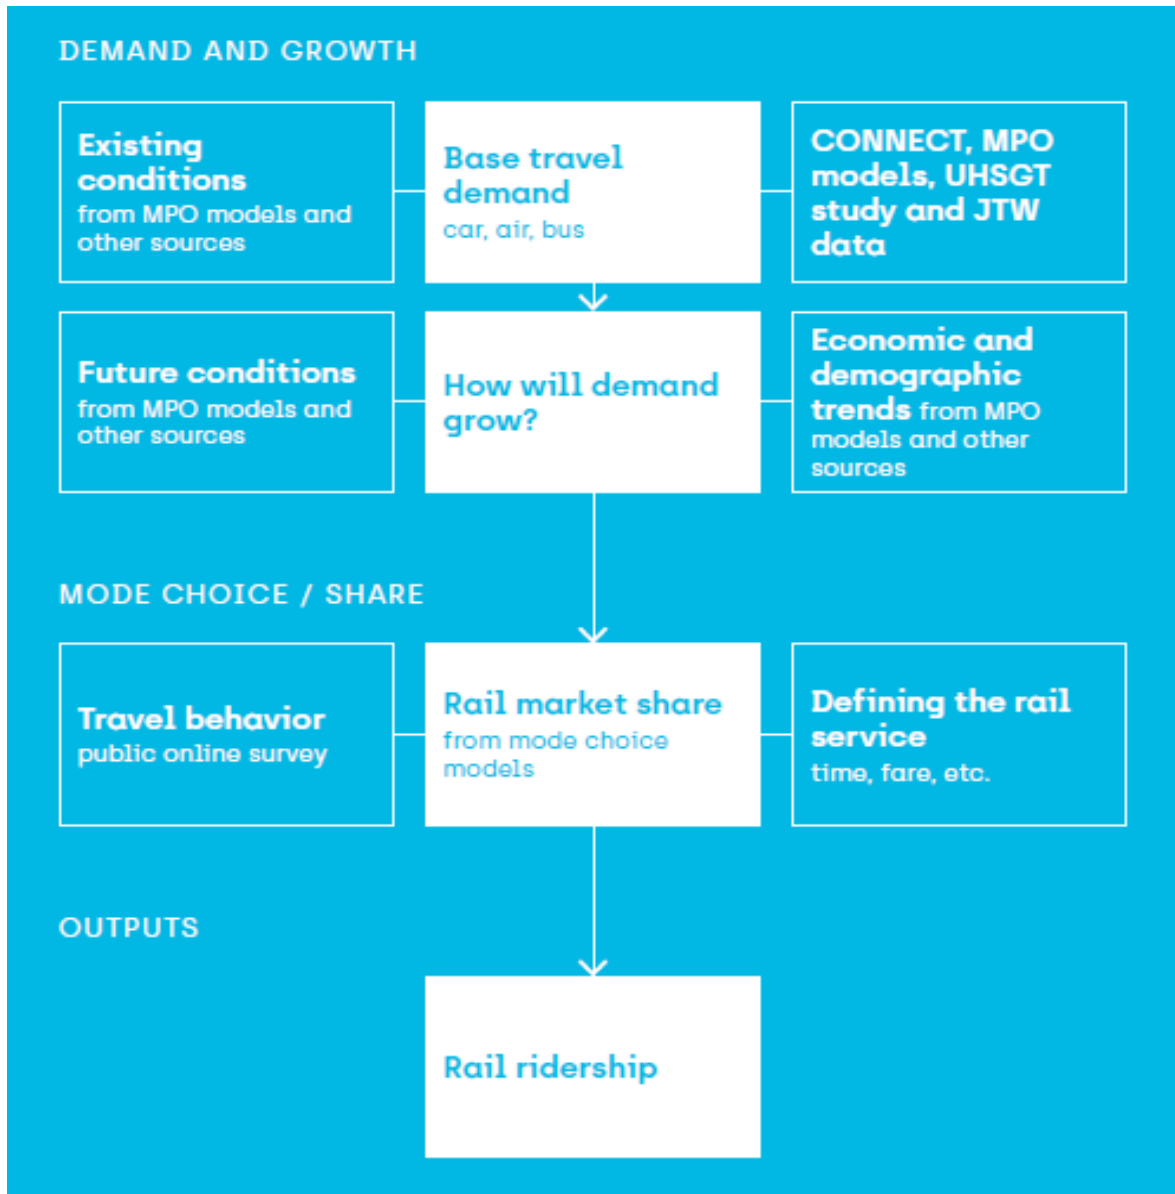 DEMAND AND GROWTH
Existing
conditions
from MPO models and
other sources
Base travel
demand
car, air, bus
CONNECT, MPO
models, UHSGT
study and JTW
data
Future conditions
from MPO models and
other sources
How will demand
grow?
Economic and
demographic
trends from MPO
models and other
sources
MODE CHOICE / SHARE
Travel behavior
public online survey
Rail market share
from mode choice
models
Defining the rail
service
time, fare, etc.
OUTPUTS
Rail ridership